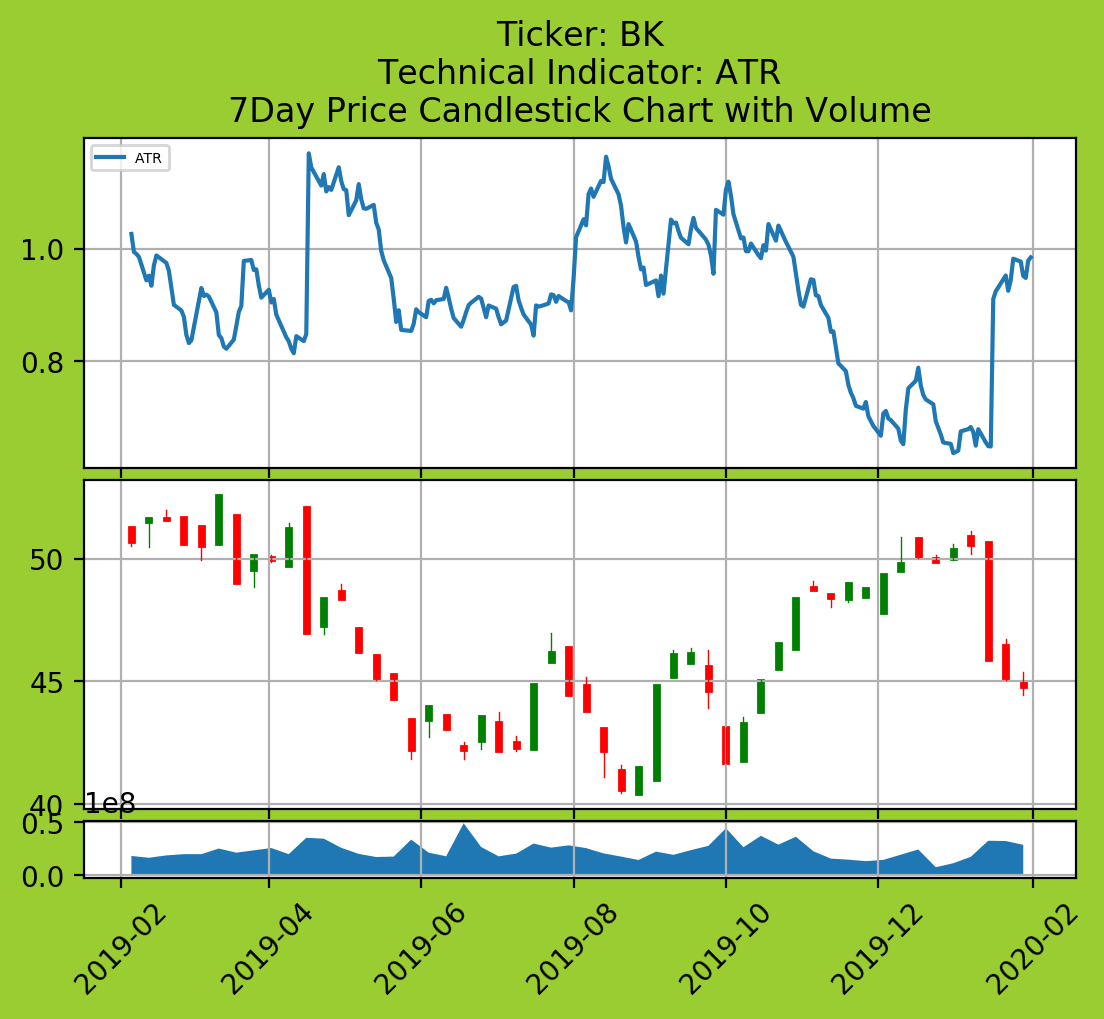 Ticker: BK
Technical Indicator: ATR
7Day Price Candlestick Chart with Volume
ATR
1.0
0.8
50
45
40
1e8
0.5
0.0
2019-02
2019-04
2019-06
2019-08
2019-10
2019-12
2020-02